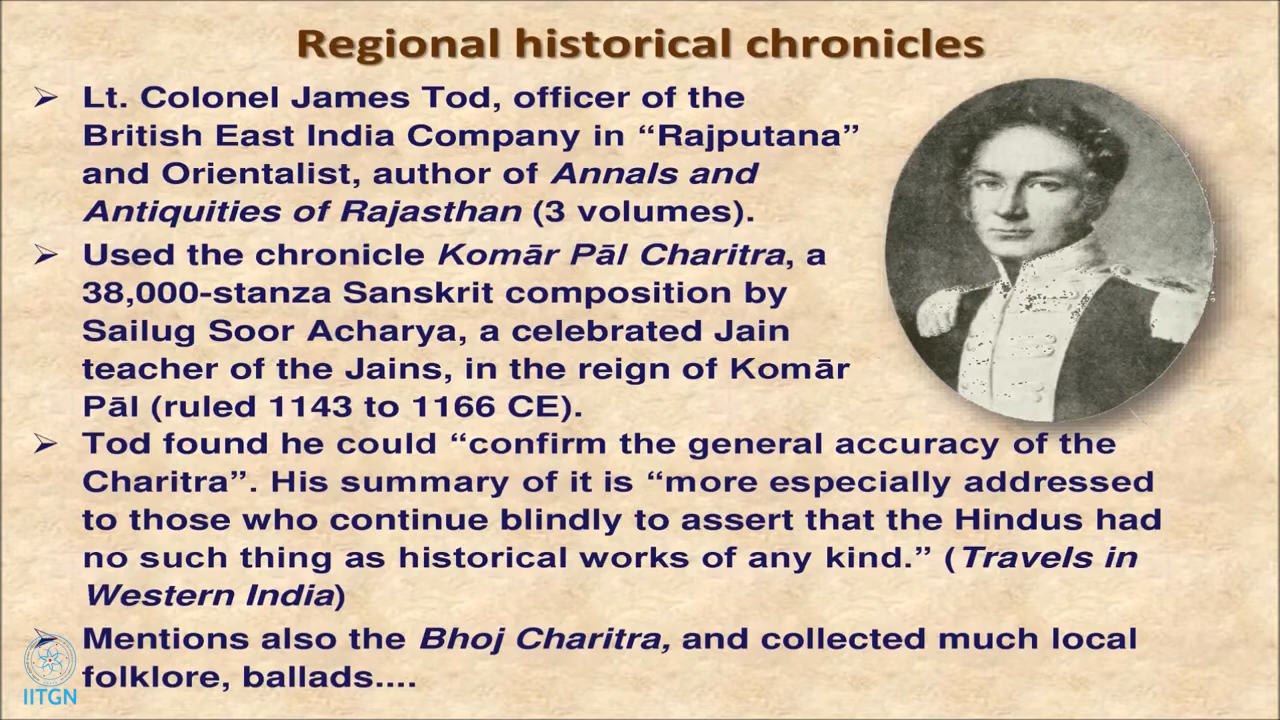 Regional historical chronicles
➢ Lt. Colonel James Tod, officer of the
British East India Company in “Rajputana”
and Orientalist, author of Annals and
Antiquities of Rajasthan (3 volumes).
➢ Used the chronicle Komār Pāl Charitra, a
38,000-stanza Sanskrit composition by
Sailug Soor Acharya, a celebrated Jain
teacher of the Jains, in the reign of Komār
Pāl (ruled 1143 to 1166 CE).
➢ Tod found he could “confirm the general accuracy of the
Charitra”. His summary of it is “more especially addressed
to those who continue blindly to assert that the Hindus had
no such thing as historical works of any kind.” (Travels in
Western India)
➢ Mentions also the Bhoj Charitra, and collected much local
folklore, ballads....
IITGN